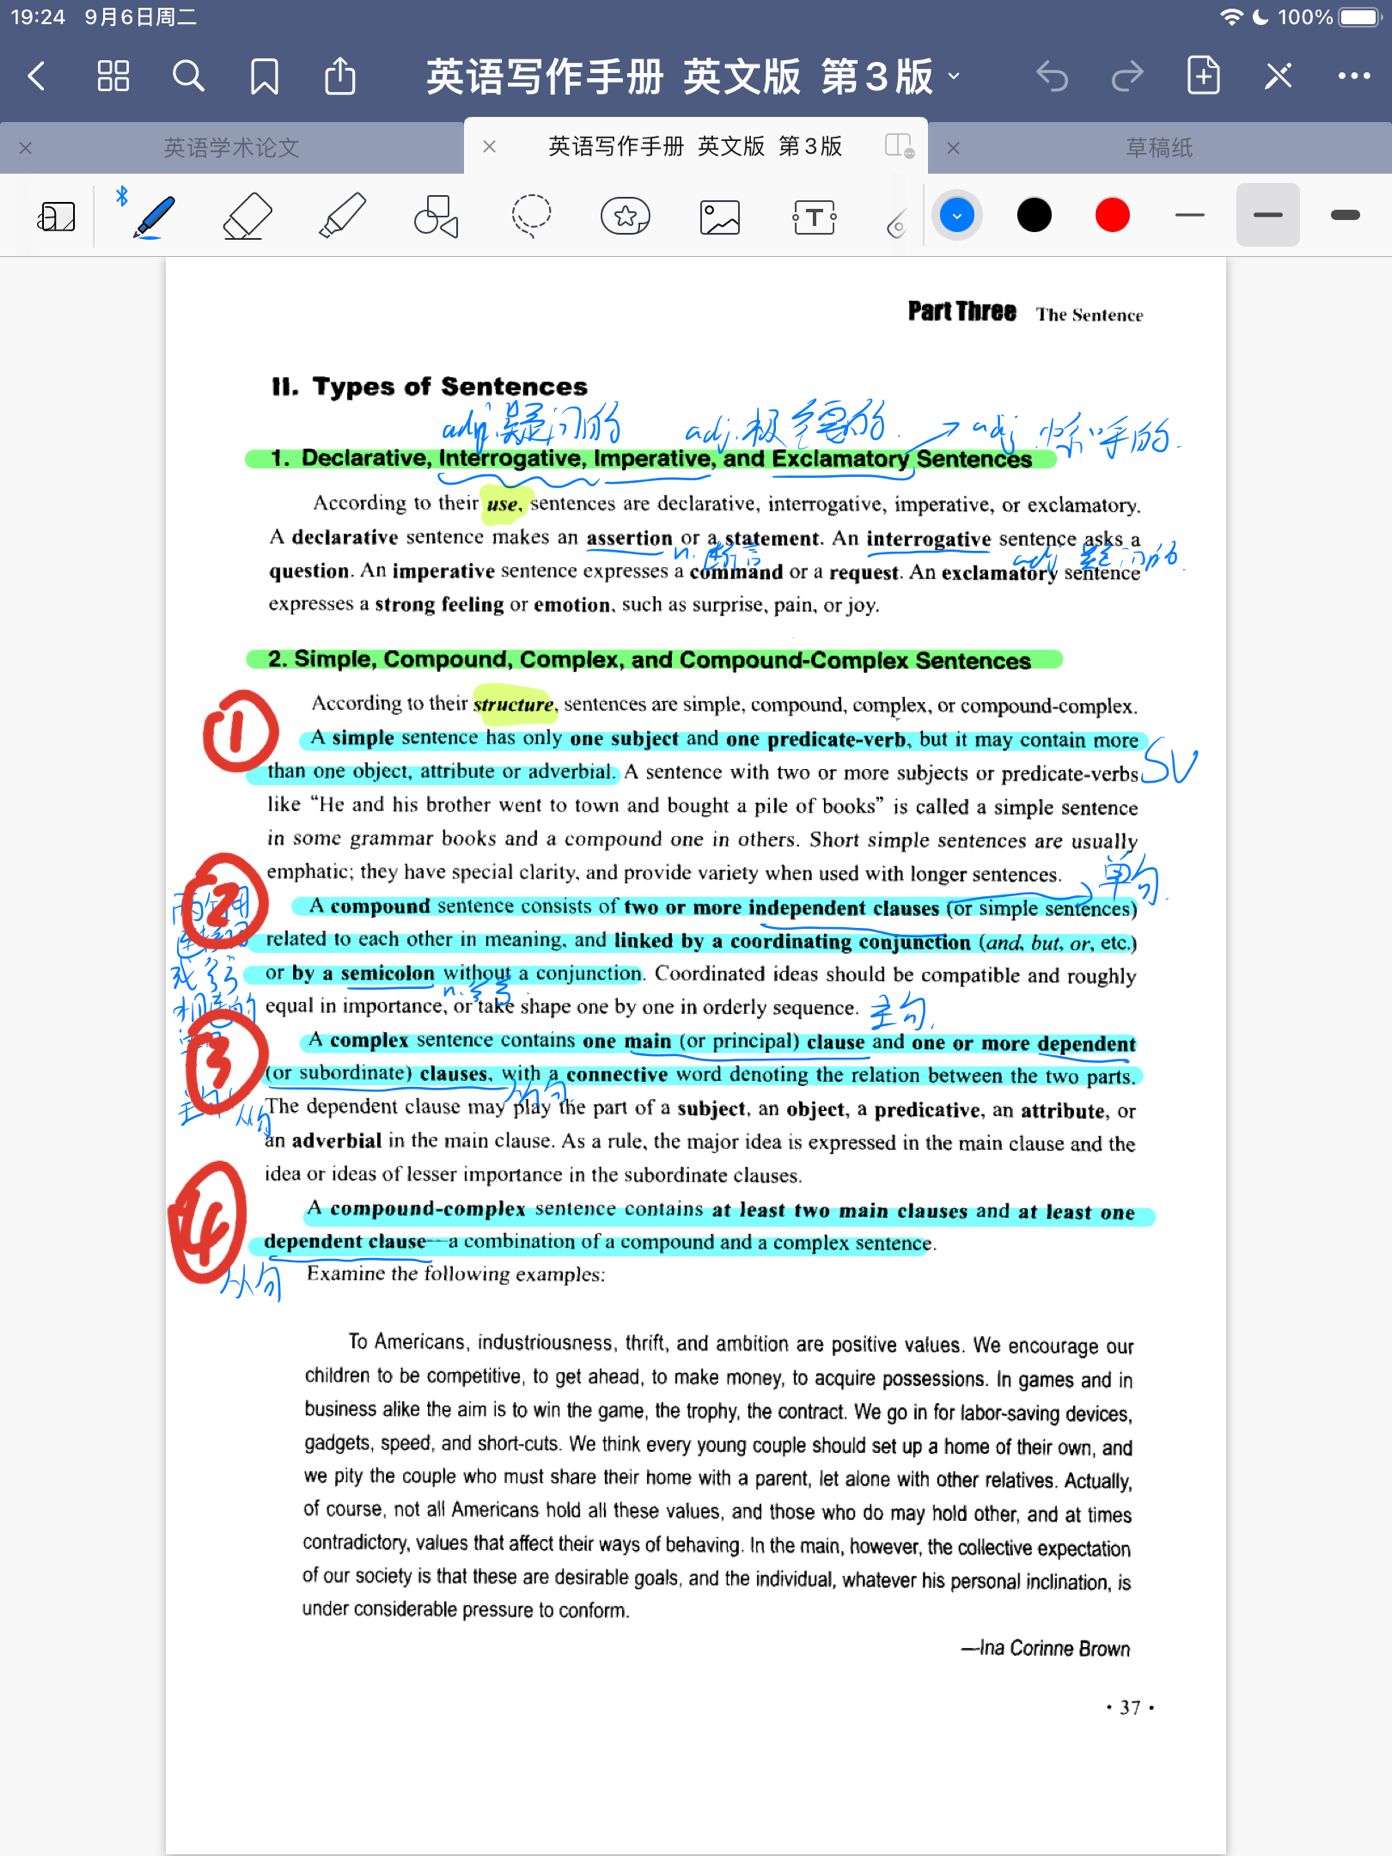 19:24 9月6日周二 100%
英语写作手册 英文版 第3版
英语学术论文 英语写作手册 英文版 第3版 草稿纸
Part Three The Sentence
II. Types of Sentences
adj.疑问的 adj.极重要的. adj.惊呼的.
1. Declarative, Interrogative, Imperative, and Exclamatory Sentences
According to their use, sentences are declarative, interrogative, imperative, or exclamatory.
A declarative sentence makes an assertion or a statement. An interrogative sentence asks a
n.断言 adj 疑问的.
question. An imperative sentence expresses a command or a request. An exclamatory sentence
expresses a strong feeling or emotion, such as surprise, pain, or joy.
2. Simple, Compound, Complex, and Compound-Complex Sentences
According to their structure, sentences are simple, compound, complex, or compound-complex.
①
A simple sentence has only one subject and one predicate-verb, but it may contain more
SV
than one object, attribute or adverbial. A sentence with two or more subjects or predicate-verbs
like “He and his brother went to town and bought a pile of books” is called a simple sentence
in some grammar books and a compound one in others. Short simple sentences are usually
emphatic; they have special clarity, and provide variety when used with longer sentences.
单句.
②
两个用
连接词
或分号
相连的
A compound sentence consists of two or more independent clauses (or simple sentences)
related to each other in meaning, and linked by a coordinating conjunction (and, but, or, etc.)
or by a semicolon without a conjunction. Coordinated ideas should be compatible and roughly
n.分号
equal in importance, or take shape one by one in orderly sequence.
主句.
③
A complex sentence contains one main (or principal) clause and one or more dependent
(or subordinate) clauses, with a connective word denoting the relation between the two parts.
从句
主句 从句
The dependent clause may play the part of a subject, an object, a predicative, an attribute, or
an adverbial in the main clause. As a rule, the major idea is expressed in the main clause and the
idea or ideas of lesser importance in the subordinate clauses.
④
A compound-complex sentence contains at least two main clauses and at least one
dependent clause—a combination of a compound and a complex sentence.
从句
Examine the following examples:
To Americans, industriousness, thrift, and ambition are positive values. We encourage our
children to be competitive, to get ahead, to make money, to acquire possessions. In games and in
business alike the aim is to win the game, the trophy, the contract. We go in for labor-saving devices,
gadgets, speed, and short-cuts. We think every young couple should set up a home of their own, and
we pity the couple who must share their home with a parent, let alone with other relatives. Actually,
of course, not all Americans hold all these values, and those who do may hold other, and at times
contradictory, values that affect their ways of behaving. In the main, however, the collective expectation
of our society is that these are desirable goals, and the individual, whatever his personal inclination, is
under considerable pressure to conform.
—Ina Corinne Brown
· 37 ·